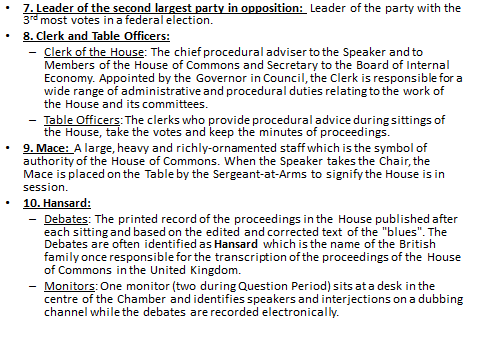 • 7. Leader of the second largest party in opposition: Leader of the party with the
3rd most votes in a federal election.
• 8. Clerk and Table Officers:
– Clerk of the House: The chief procedural adviser to the Speaker and to
Members of the House of Commons and Secretary to the Board of Internal
Economy. Appointed by the Governor in Council, the Clerk is responsible for a
wide range of administrative and procedural duties relating to the work of
the House and its committees.
– Table Officers: The clerks who provide procedural advice during sittings of
the House, take the votes and keep the minutes of proceedings.
• 9. Mace: A large, heavy and richly-ornamented staff which is the symbol of
authority of the House of Commons. When the Speaker takes the Chair, the
Mace is placed on the Table by the Sergeant-at-Arms to signify the House is in
session.
• 10. Hansard:
– Debates: The printed record of the proceedings in the House published after
each sitting and based on the edited and corrected text of the "blues". The
Debates are often identified as Hansard which is the name of the British
family once responsible for the transcription of the proceedings of the House
of Commons in the United Kingdom.
– Monitors: One monitor (two during Question Period) sits at a desk in the
centre of the Chamber and identifies speakers and interjections on a dubbing
channel while the debates are recorded electronically.